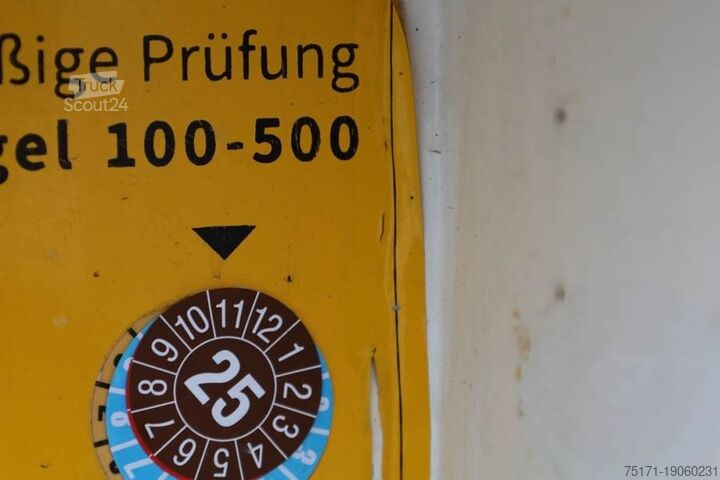 ßige Prüfung
Truck
Scout24
gel 100-500
10 11 12
9 1
8 25 2
7 3
6 5 4
75171-19060231